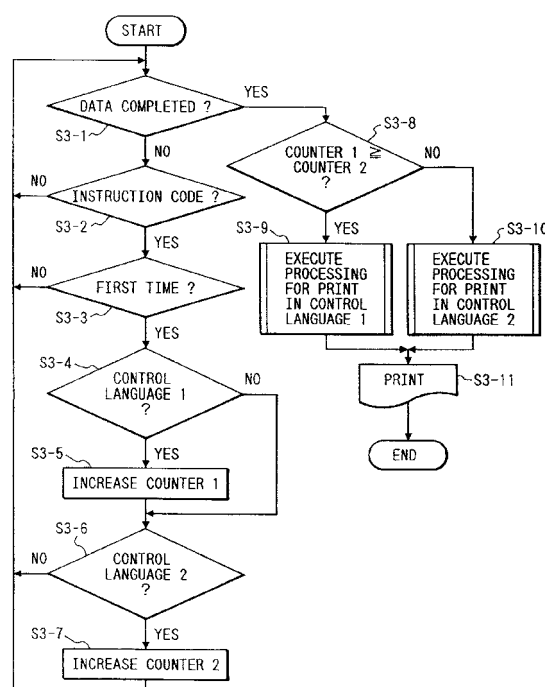 START
DATA COMPLETED ?
YES
S3-1
NO
S3-8
COUNTER 1 ≧
COUNTER 2
?
NO
YES
NO
INSTRUCTION CODE ?
S3-2
YES
S3-9
EXECUTE
PROCESSING
FOR PRINT
IN CONTROL
LANGUAGE 1
S3-10
EXECUTE
PROCESSING
FOR PRINT
IN CONTROL
LANGUAGE 2
NO
FIRST TIME ?
S3-3
YES
PRINT
S3-11
END
S3-4
CONTROL
LANGUAGE 1
?
NO
YES
S3-5
INCREASE COUNTER 1
S3-6
NO
CONTROL
LANGUAGE 2
?
YES
S3-7
INCREASE COUNTER 2